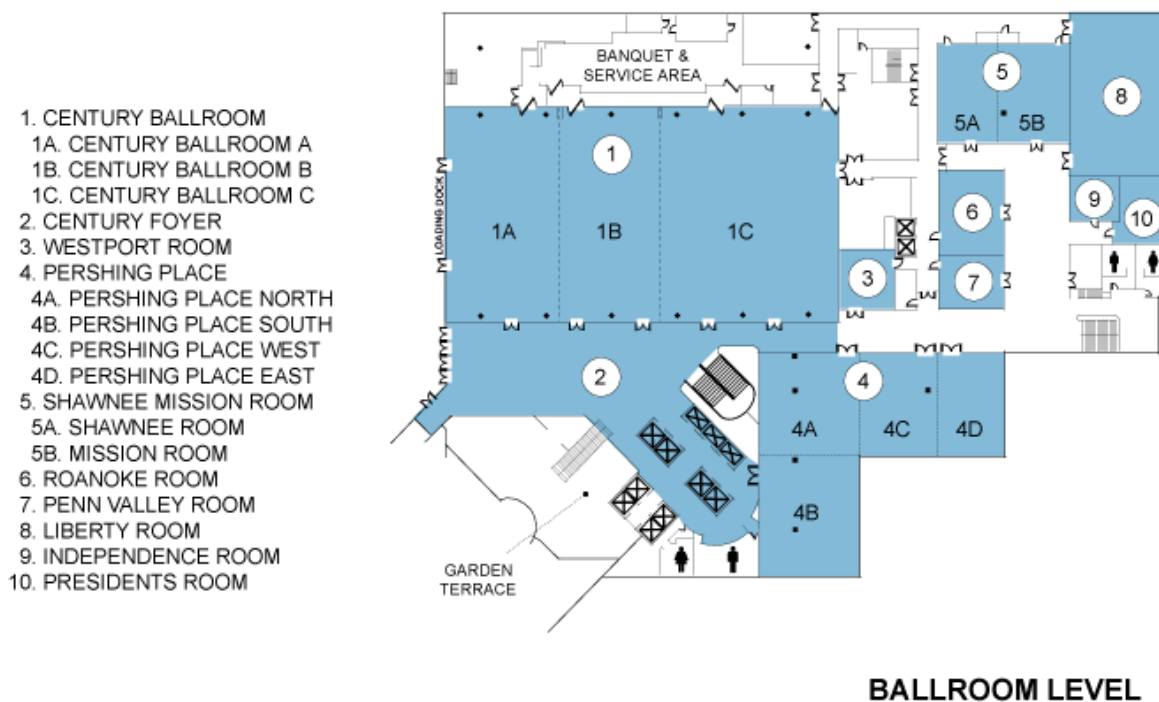 1. CENTURY BALLROOM
1A. CENTURY BALLROOM A
1B. CENTURY BALLROOM B
1C. CENTURY BALLROOM C
2. CENTURY FOYER
3. WESTPORT ROOM
4. PERSHING PLACE
4A. PERSHING PLACE NORTH
4B. PERSHING PLACE SOUTH
4C. PERSHING PLACE WEST
4D. PERSHING PLACE EAST
5. SHAWNEE MISSION ROOM
5A. SHAWNEE ROOM
5B. MISSION ROOM
6. ROANOKE ROOM
7. PENN VALLEY ROOM
8. LIBERTY ROOM
9. INDEPENDENCE ROOM
10. PRESIDENTS ROOM
BANQUET &
SERVICE AREA
LOADING DOCK
1
1A
1B
1C
5
5A
5B
8
6
9
10
3
7
2
4
4A
4C
4D
4B
GARDEN
TERRACE
BALLROOM LEVEL